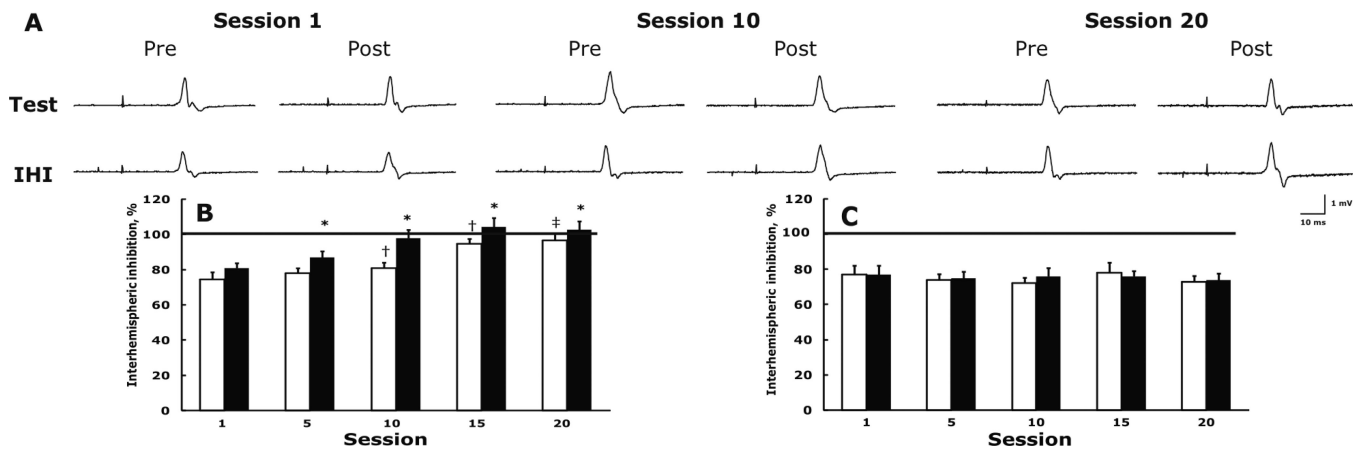 A Session 1 Session 10 Session 20
Pre Post Pre Post Pre Post
Test
IHI
1 mV
10 ms
B
Interhemispheric inhibition, %
120
100
80
60
40
20
0
* † * † * ‡ *
1 5 10 15 20
Session
C
Interhemispheric inhibition, %
120
100
80
60
40
20
0
1 5 10 15 20
Session